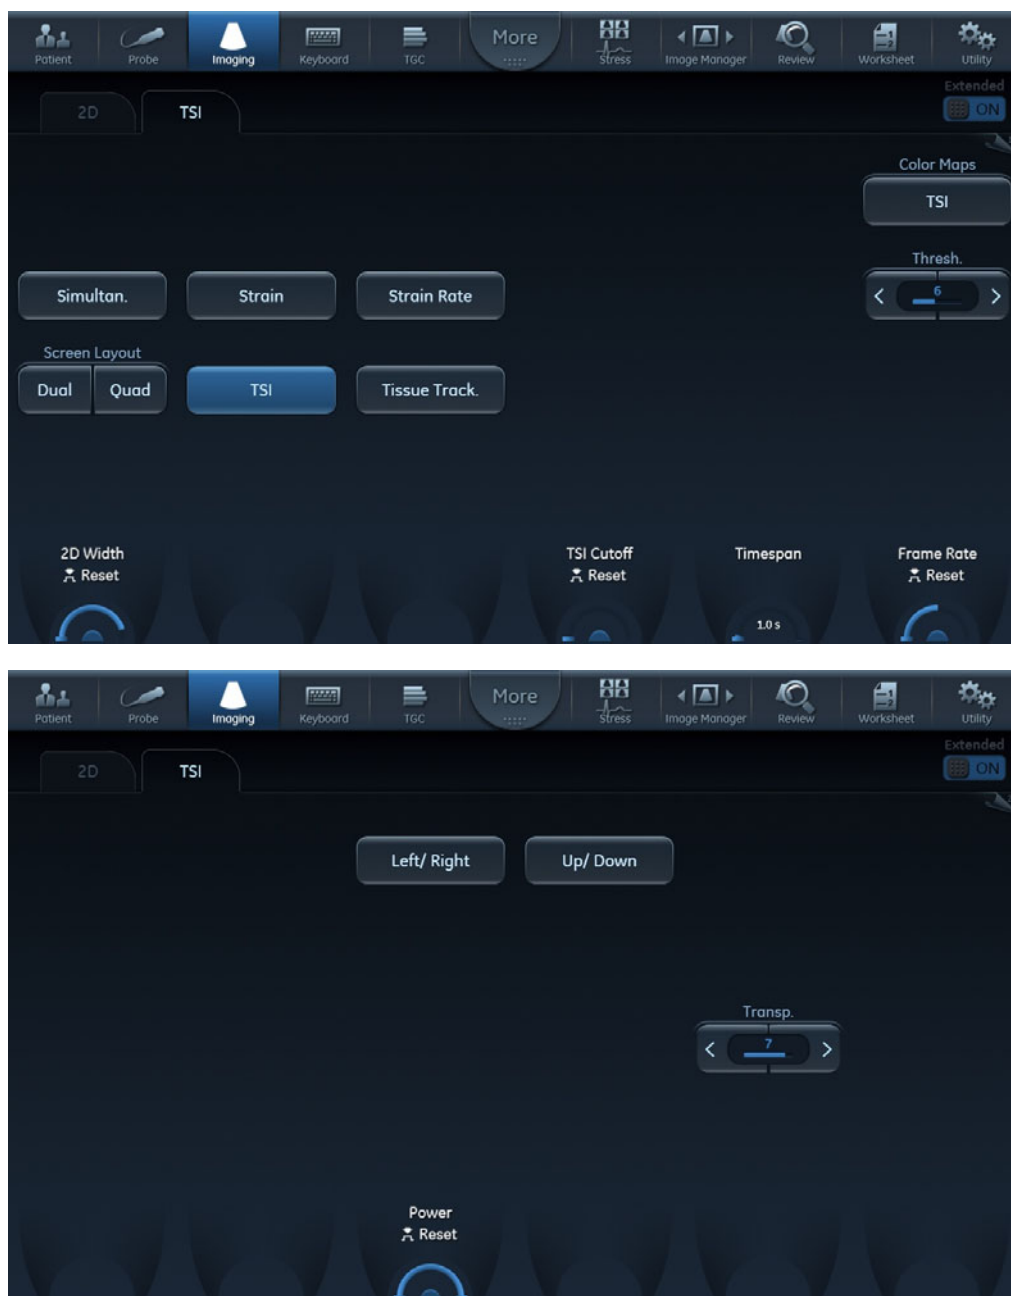 Patient Probe Imaging Keyboard TGC More Stress Image Manager Review Worksheet Utility
Extended
2D TSI ON
Color Maps
TSI
Thresh.
Simultan. Strain Strain Rate 6
Screen Layout
Dual Quad TSI Tissue Track.
2D Width TSI Cutoff Timespan Frame Rate
Reset Reset Reset
1.0 s
Patient Probe Imaging Keyboard TGC More Stress Image Manager Review Worksheet Utility
Extended
2D TSI ON
Left/ Right Up/ Down
Transp.
7
Power
Reset